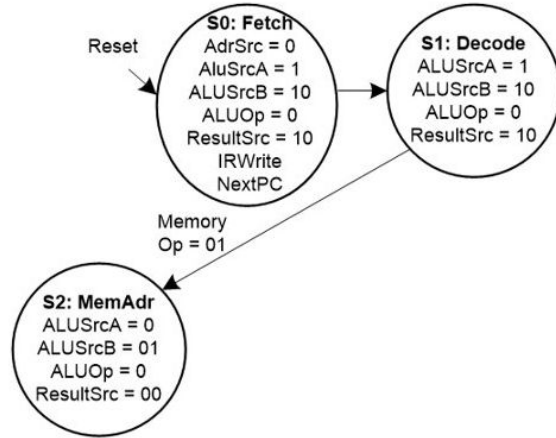 Reset
S0: Fetch
AdrSrc = 0
AluSrcA = 1
ALUSrcB = 10
ALUOp = 0
ResultSrc = 10
IRWrite
NextPC
S1: Decode
ALUSrcA = 1
ALUSrcB = 10
ALUOp = 0
ResultSrc = 10
Memory
Op = 01
S2: MemAdr
ALUSrcA = 0
ALUSrcB = 01
ALUOp = 0
ResultSrc = 00